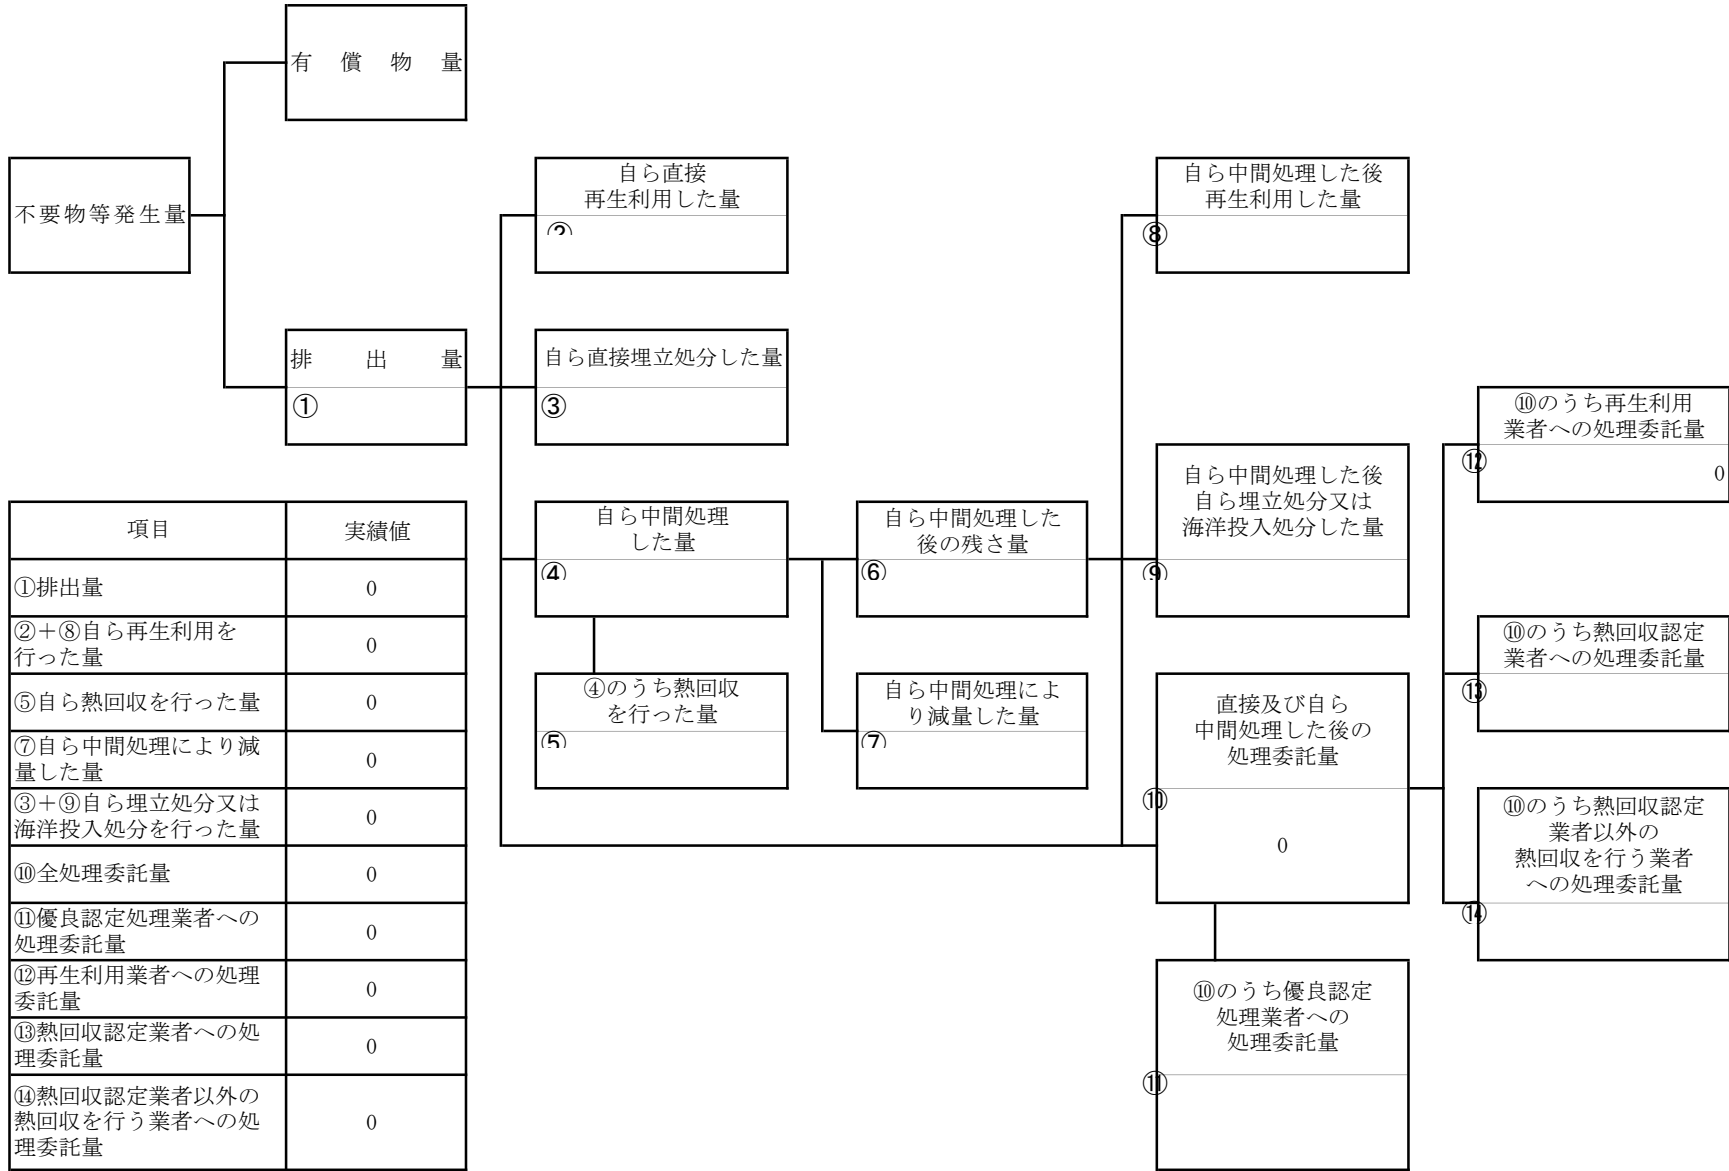 有償物量
不要物等発生量
排出量
①
自ら直接
再生利用した量
②
自ら直接埋立処分した量
③
自ら中間処理
した量
④
④のうち熱回収
を行った量
⑤
自ら中間処理した
後の残さ量
⑥
自ら中間処理によ
り減量した量
⑦
自ら中間処理した後
再生利用した量
⑧
自ら中間処理した後
自ら埋立処分又は
海洋投入処分した量
⑨
直接及び自ら
中間処理した後の
処理委託量
⑩
0
⑩のうち優良認定
処理業者への
処理委託量
⑪
⑩のうち再生利用
業者への処理委託量
⑫
0
⑩のうち熱回収認定
業者への処理委託量
⑬
⑩のうち熱回収認定
業者以外の
熱回収を行う業者
への処理委託量
⑭
項目 実績値
①排出量 0
②+⑧自ら再生利用を
行った量 0
⑤自ら熱回収を行った量 0
⑦自ら中間処理により減
量した量 0
③+⑨自ら埋立処分又は
海洋投入処分を行った量 0
⑩全処理委託量 0
⑪優良認定処理業者への
処理委託量 0
⑫再生利用業者への処理
委託量 0
⑬熱回収認定業者への処
理委託量 0
⑭熱回収認定業者以外の
熱回収を行う業者への処 0
理委託量